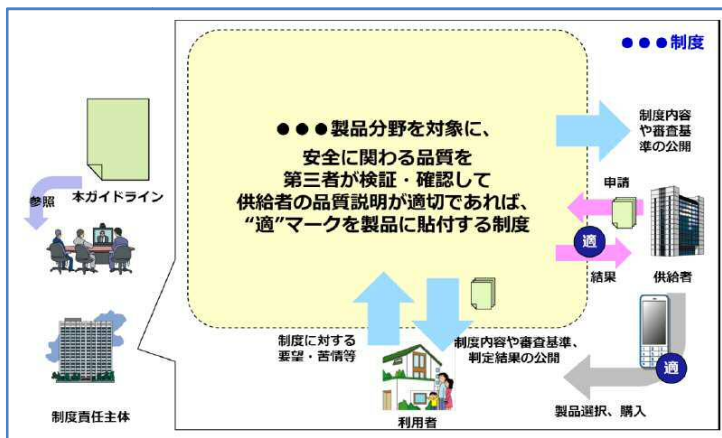 ●●●制度
●●●製品分野を対象に、
安全に関わる品質を
第三者が検証・確認して
供給者の品質説明が適切であれば、
“適”マークを製品に貼付する制度
制度内容
や審査基
準の公開
本ガイドライン
参照
申請
適
結果
供給者
制度に対する
要望・苦情等
制度内容や審査基準、
判定結果の公開
適
製品選択、購入
制度責任主体
利用者